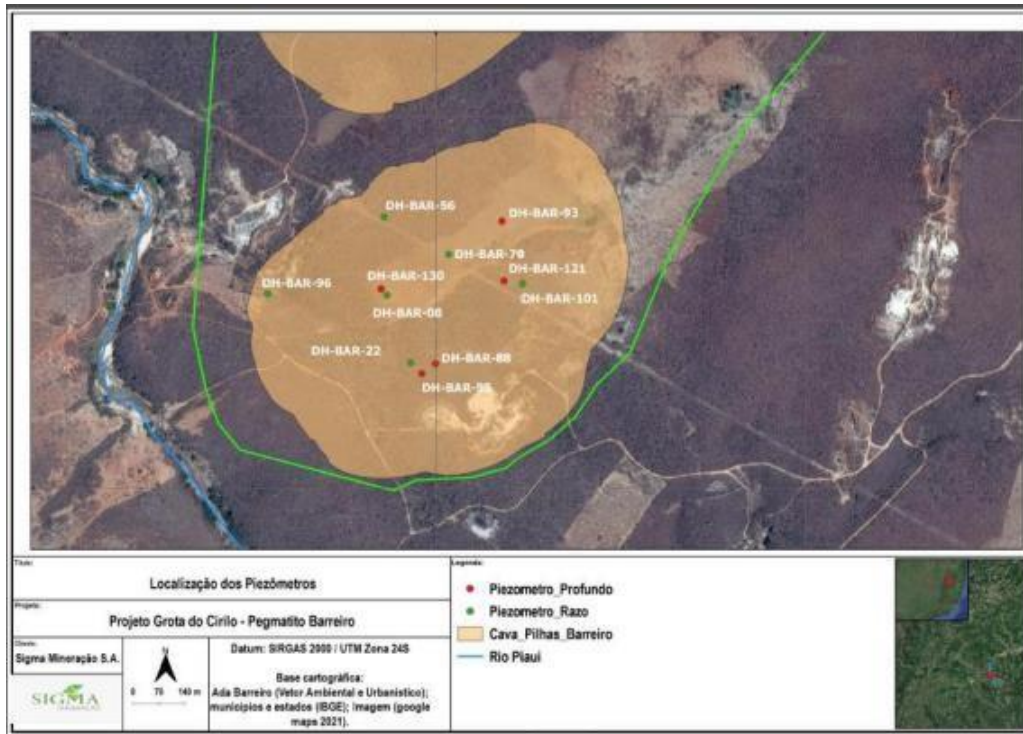 DH-BAR-56
DH-BAR-93
DH-BAR-70
DH-BAR-130
DH-BAR-121
DH-BAR-96
DH-BAR-101
DH-BAR-08
DH-BAR-22
DH-BAR-88
DH-BAR-95
Título:
Localização dos Piezômetros
Projeto:
Projeto Grota do Cirilo - Pegmatito Barreiro
Cliente:
Sigma Mineração S.A.
SIGMA
MINERAÇÃO
N
0 70 140 m
Datum: SIRGAS 2000 / UTM Zona 24S
Base cartográfica:
Ada Barreiro (Vetor Ambiental e Urbanistico);
municipios e estados (IBGE); Imagem (google
maps 2021).
Legenda:
Piezometro_Profundo
Piezometro_Razo
Cava_Pilhas_Barreiro
Rio Piauí